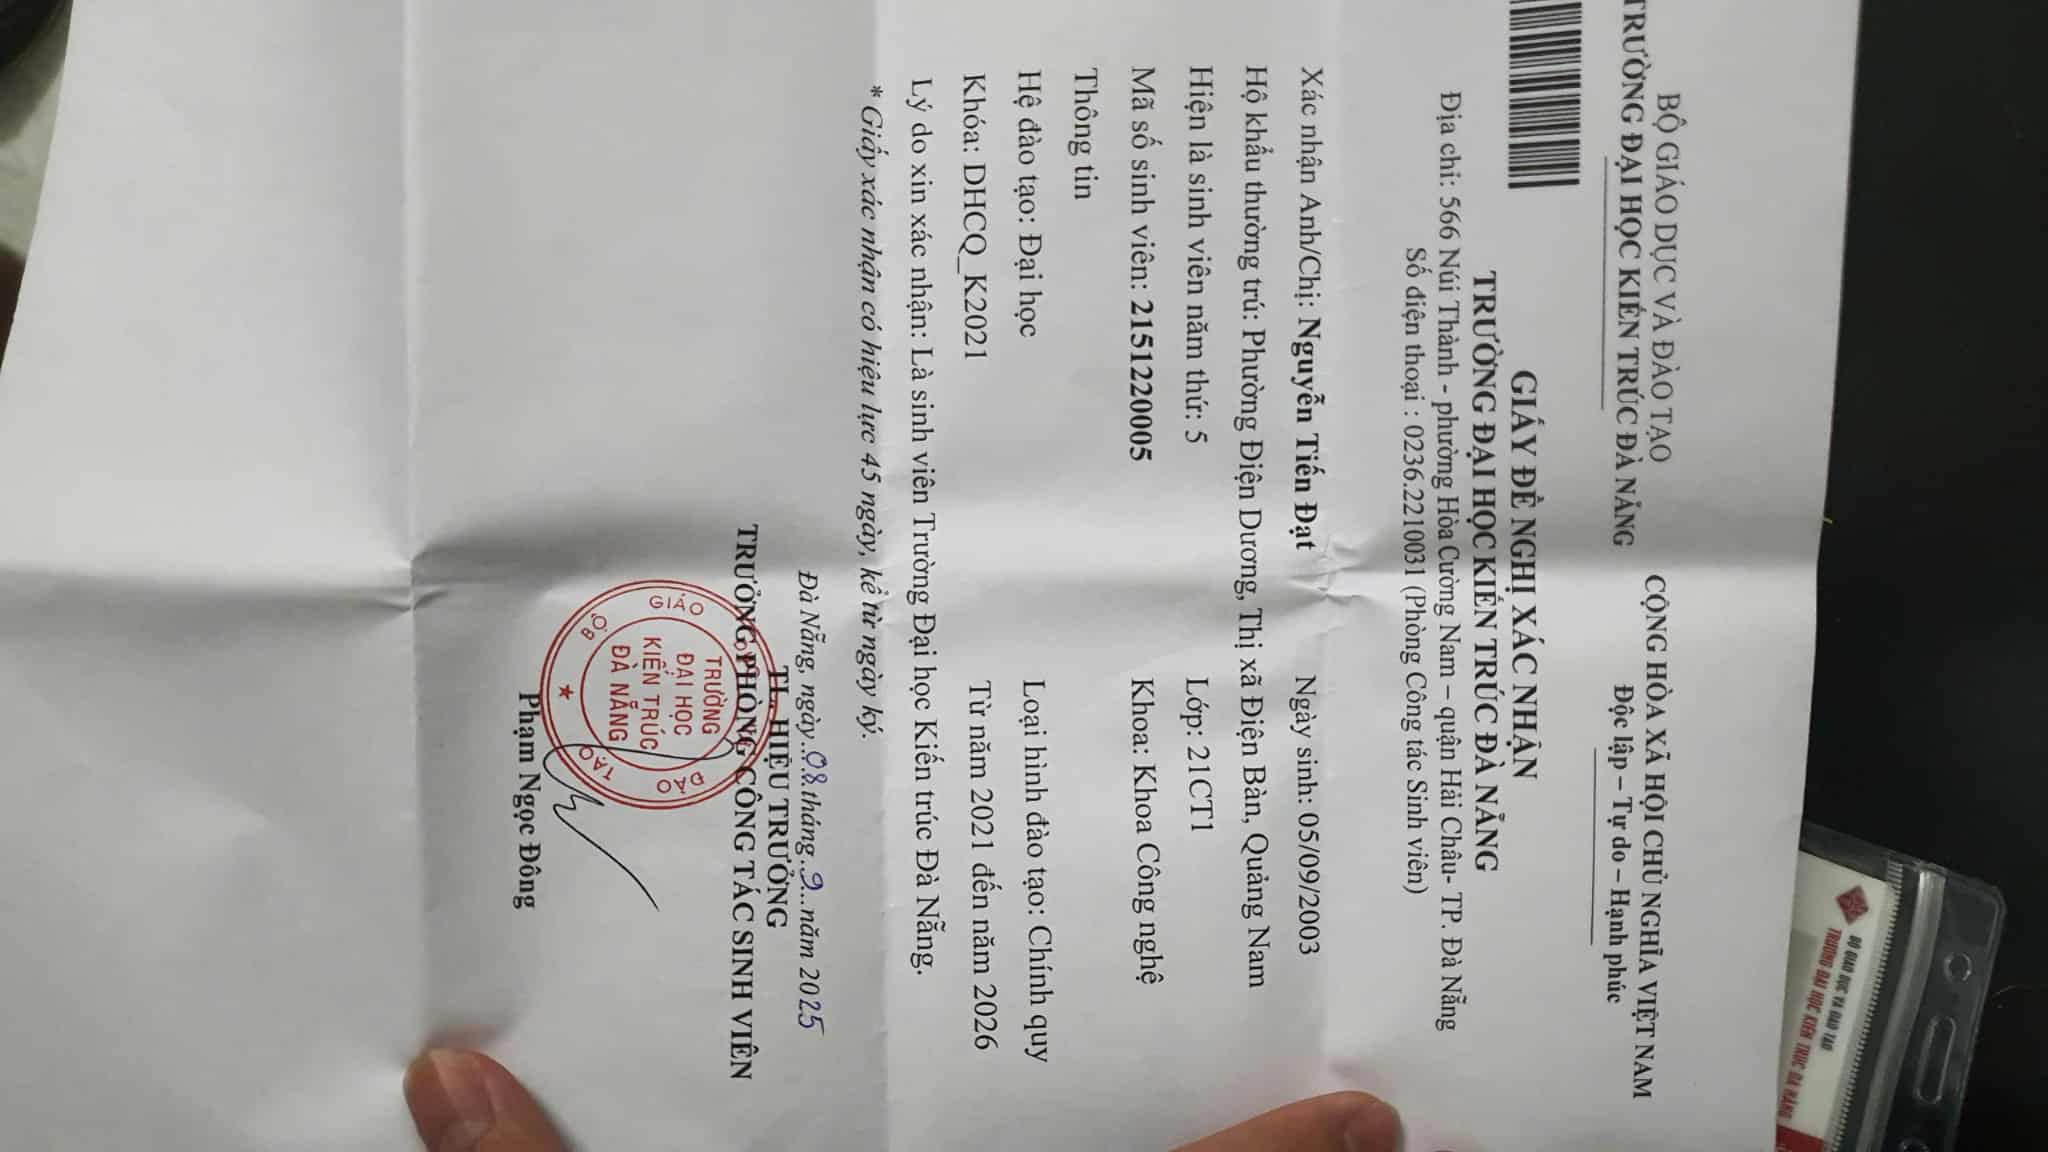 BỘ GIÁO DỤC VÀ ĐÀO TẠO
TRƯỜNG ĐẠI HỌC KIẾN TRÚC ĐÀ NẴNG
CỘNG HÒA XÃ HỘI CHỦ NGHĨA VIỆT NAM
Độc lập – Tự do – Hạnh phúc
GIẤY ĐỀ NGHỊ XÁC NHẬN
TRƯỜNG ĐẠI HỌC KIẾN TRÚC ĐÀ NẴNG
Địa chỉ: 566 Núi Thành - phường Hòa Cường Nam – quận Hải Châu- TP. Đà Nẵng
Số điện thoại : 0236.2210031 (Phòng Công tác Sinh viên)
Xác nhận Anh/Chị: Nguyễn Tiến Đạt Ngày sinh: 05/09/2003
Hộ khẩu thường trú: Phường Điện Dương, Thị xã Điện Bàn, Quảng Nam
Hiện là sinh viên năm thứ: 5 Lớp: 21CT1
Mã số sinh viên: 2151220005 Khoa: Khoa Công nghệ
Thông tin
Hệ đào tạo: Đại học Loại hình đào tạo: Chính quy
Khóa: DHCQ_K2021 Từ năm 2021 đến năm 2026
Lý do xin xác nhận: Là sinh viên Trường Đại học Kiến trúc Đà Nẵng.
* Giấy xác nhận có hiệu lực 45 ngày, kể từ ngày ký.
Đà Nẵng, ngày..08.tháng..9...năm 2025
TL. HIỆU TRƯỞNG
TRƯỞNG PHÒNG CÔNG TÁC SINH VIÊN
BỘ GIÁO DỤC VÀ ĐÀO TẠO
TRƯỜNG
ĐẠI HỌC
KIẾN TRÚC
ĐÀ NẴNG
Phạm Ngọc Đông
BỘ GIÁO DỤC VÀ ĐÀO TẠO
TRƯỜNG ĐẠI HỌC KIẾN TRÚC ĐÀ NẴNG